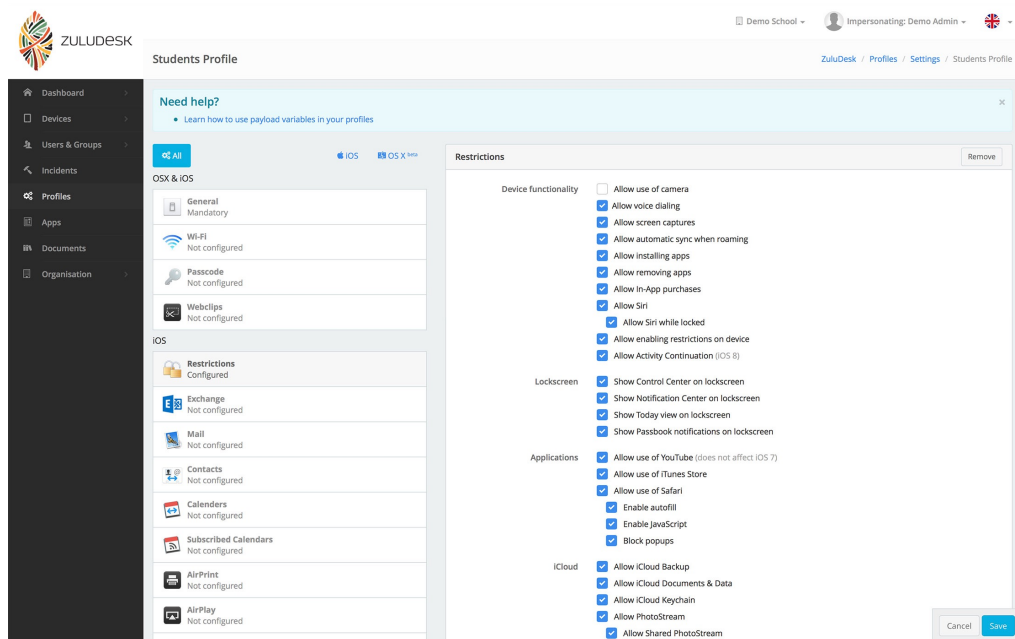 ZULUDESK
Demo School
Impersonating: Demo Admin
Students Profile
ZuluDesk / Profiles / Settings / Students Profile
Dashboard
Devices
Users & Groups
Incidents
Profiles
Apps
Documents
Organisation
Need help?
Learn how to use payload variables in your profiles
×
All
iOS
OS X beta
OSX & iOS
General
Mandatory
Wi-Fi
Not configured
Passcode
Not configured
Webclips
Not configured
iOS
Restrictions
Configured
Exchange
Not configured
Mail
Not configured
Contacts
Not configured
Calenders
Not configured
Subscribed Calendars
Not configured
AirPrint
Not configured
AirPlay
Not configured
Restrictions
Remove
Device functionality
Allow use of camera
Allow voice dialing
Allow screen captures
Allow automatic sync when roaming
Allow installing apps
Allow removing apps
Allow In-App purchases
Allow Siri
Allow Siri while locked
Allow enabling restrictions on device
Allow Activity Continuation (iOS 8)
Lockscreen
Show Control Center on lockscreen
Show Notification Center on lockscreen
Show Today view on lockscreen
Show Passbook notifications on lockscreen
Applications
Allow use of YouTube (does not affect iOS 7)
Allow use of iTunes Store
Allow use of Safari
Enable autofill
Enable JavaScript
Block popups
iCloud
Allow iCloud Backup
Allow iCloud Documents & Data
Allow iCloud Keychain
Allow PhotoStream
Allow Shared PhotoStream
Cancel
Save